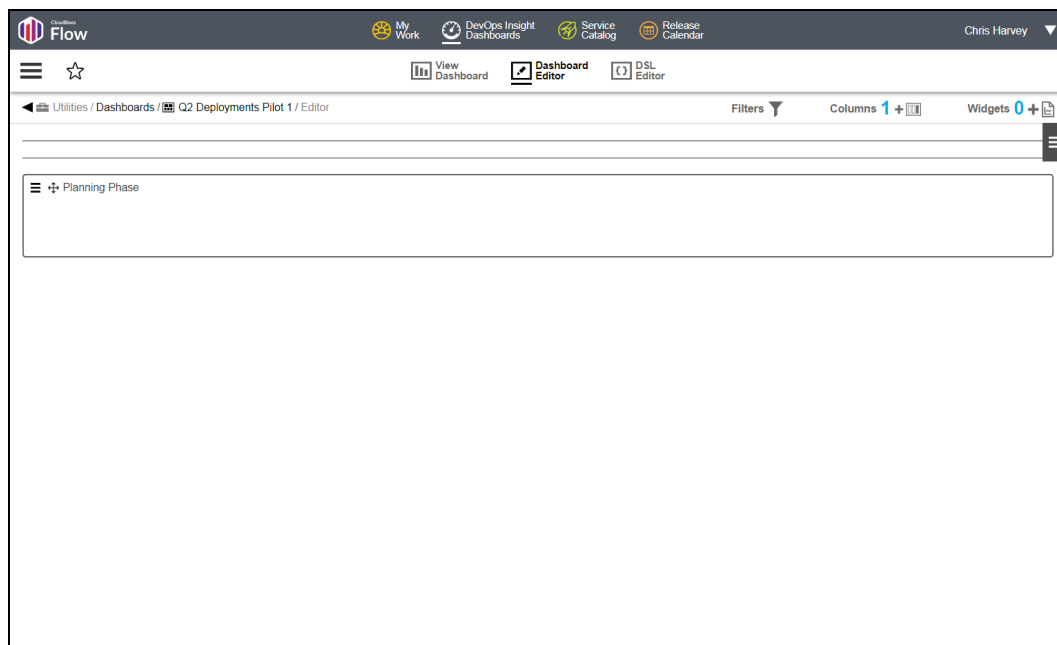 CloudBees
Flow
My Work
DevOps Insight Dashboards
Service Catalog
Release Calendar
Chris Harvey
View Dashboard
Dashboard Editor
DSL Editor
Utilities / Dashboards / Q2 Deployments Pilot 1 / Editor
Filters
Columns 1 +
Widgets 0 +
Planning Phase